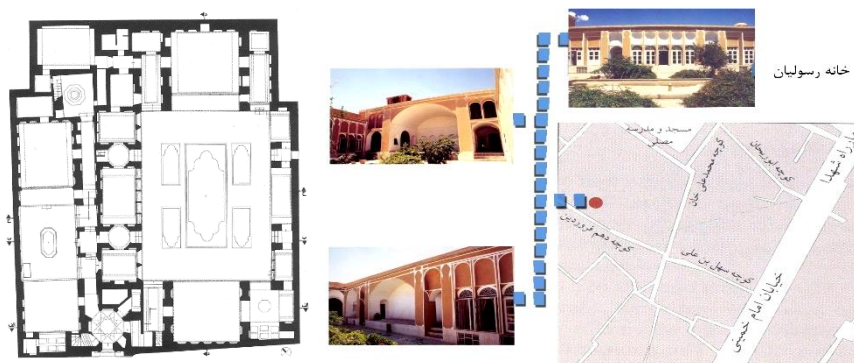 خانه رسولیان
مسجد و مدرسه
مصلی
کوچه محمدعلی خان
کوچه ابوریحان
چهارراه شهدا
کوچه دهم فروردین
کوچه سهل بن علی
خیابان امام خمینی